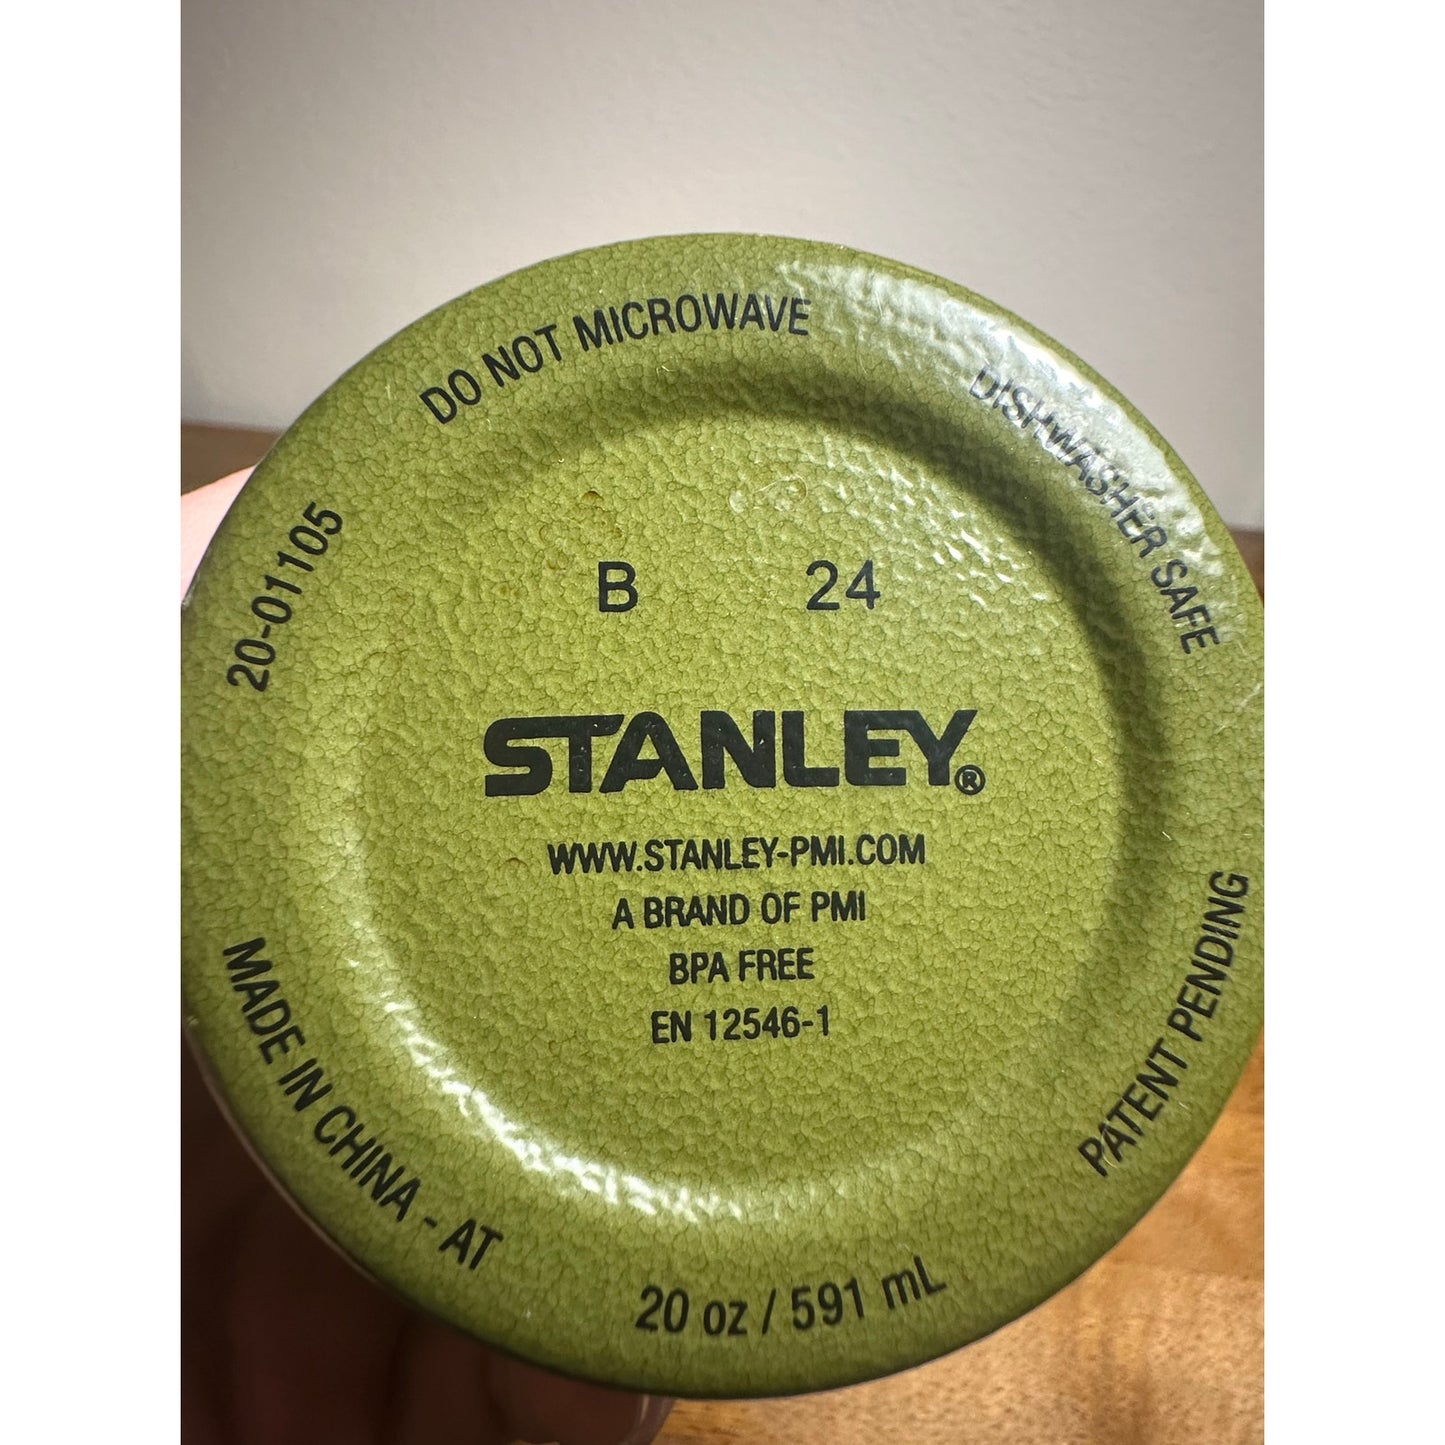 DO NOT MICROWAVE
DISHWASHER SAFE
20-01105
B 24
STANLEY®
WWW.STANLEY-PMI.COM
A BRAND OF PMI
BPA FREE
EN 12546-1
PATENT PENDING
MADE IN CHINA - AT
20 oz / 591 mL